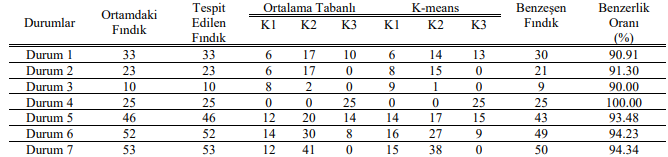 Durumlar Ortamdaki Fındık Tespit Edilen Fındık Ortalama Tabanlı K-means Benzeşen Fındık Benzerlik Oranı (%)
K1 K2 K3 K1 K2 K3
Durum 1 33 33 6 17 10 6 14 13 30 90.91
Durum 2 23 23 6 17 0 8 15 0 21 91.30
Durum 3 10 10 8 2 0 9 1 0 9 90.00
Durum 4 25 25 0 0 25 0 0 25 25 100.00
Durum 5 46 46 12 20 14 14 17 15 43 93.48
Durum 6 52 52 14 30 8 16 27 9 49 94.23
Durum 7 53 53 12 41 0 15 38 0 50 94.34